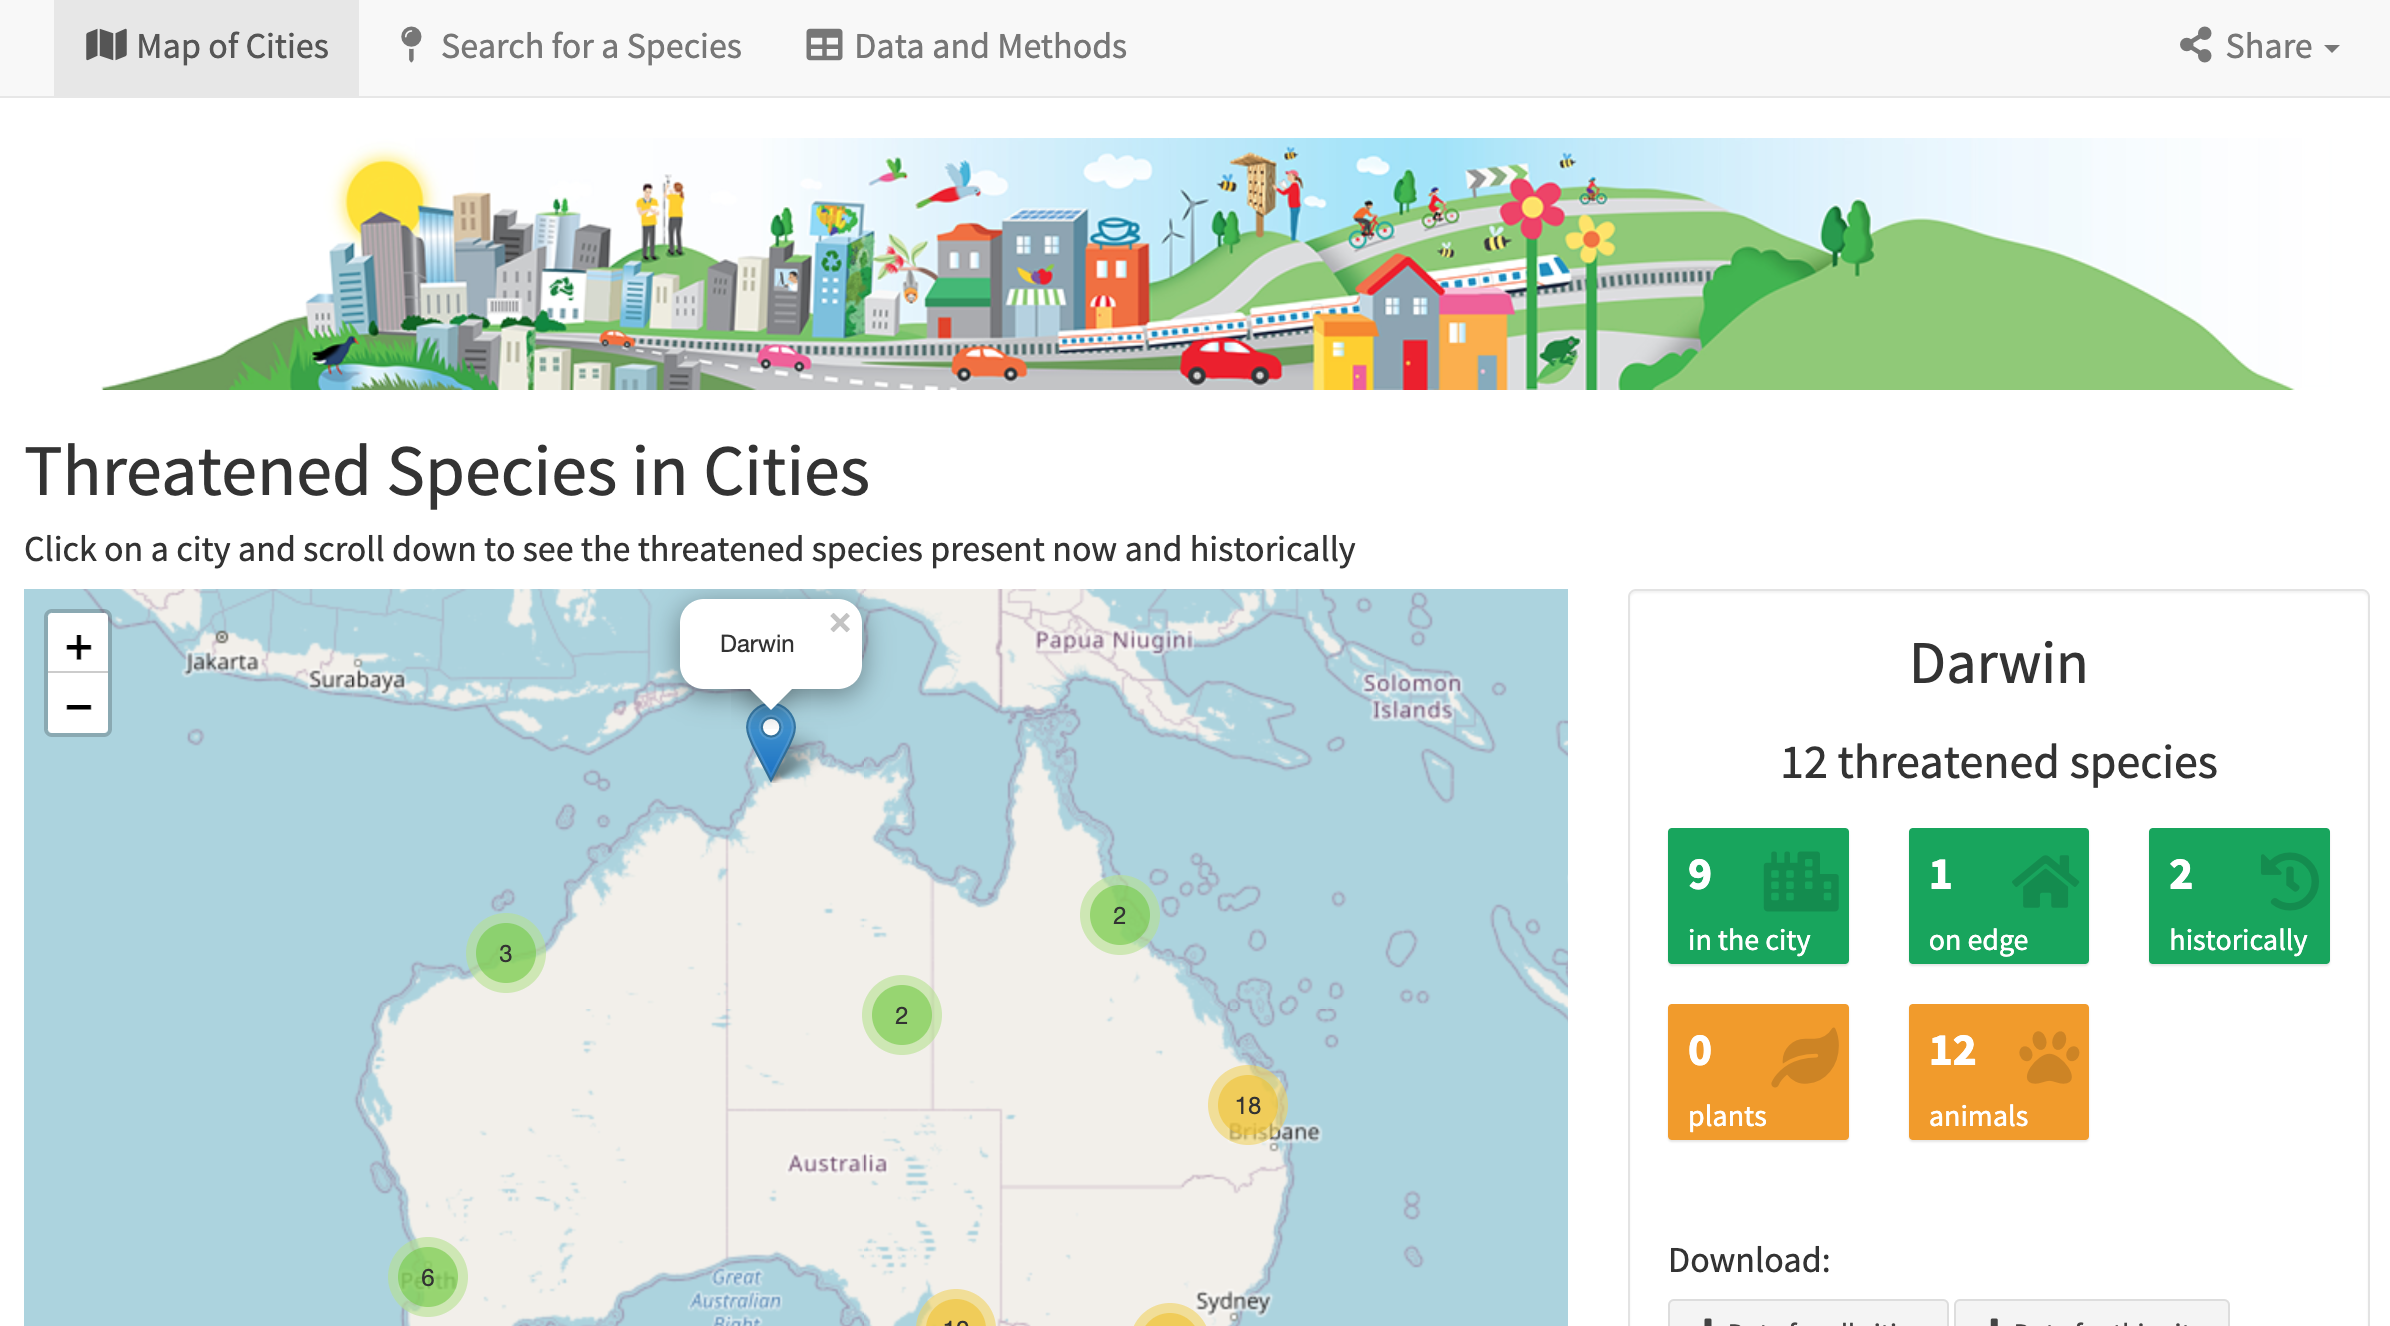 Map of Cities
Search for a Species
Data and Methods
Share
Threatened Species in Cities
Click on a city and scroll down to see the threatened species present now and historically
+
−
Darwin
×
Jakarta
Surabaya
Papua Niugini
Solomon
Islands
3
2
2
18
Brisbane
Australia
6
Perth
Great
Australian
Bight
Sydney
Darwin
12 threatened species
9
in the city
1
on edge
2
historically
0
plants
12
animals
Download: